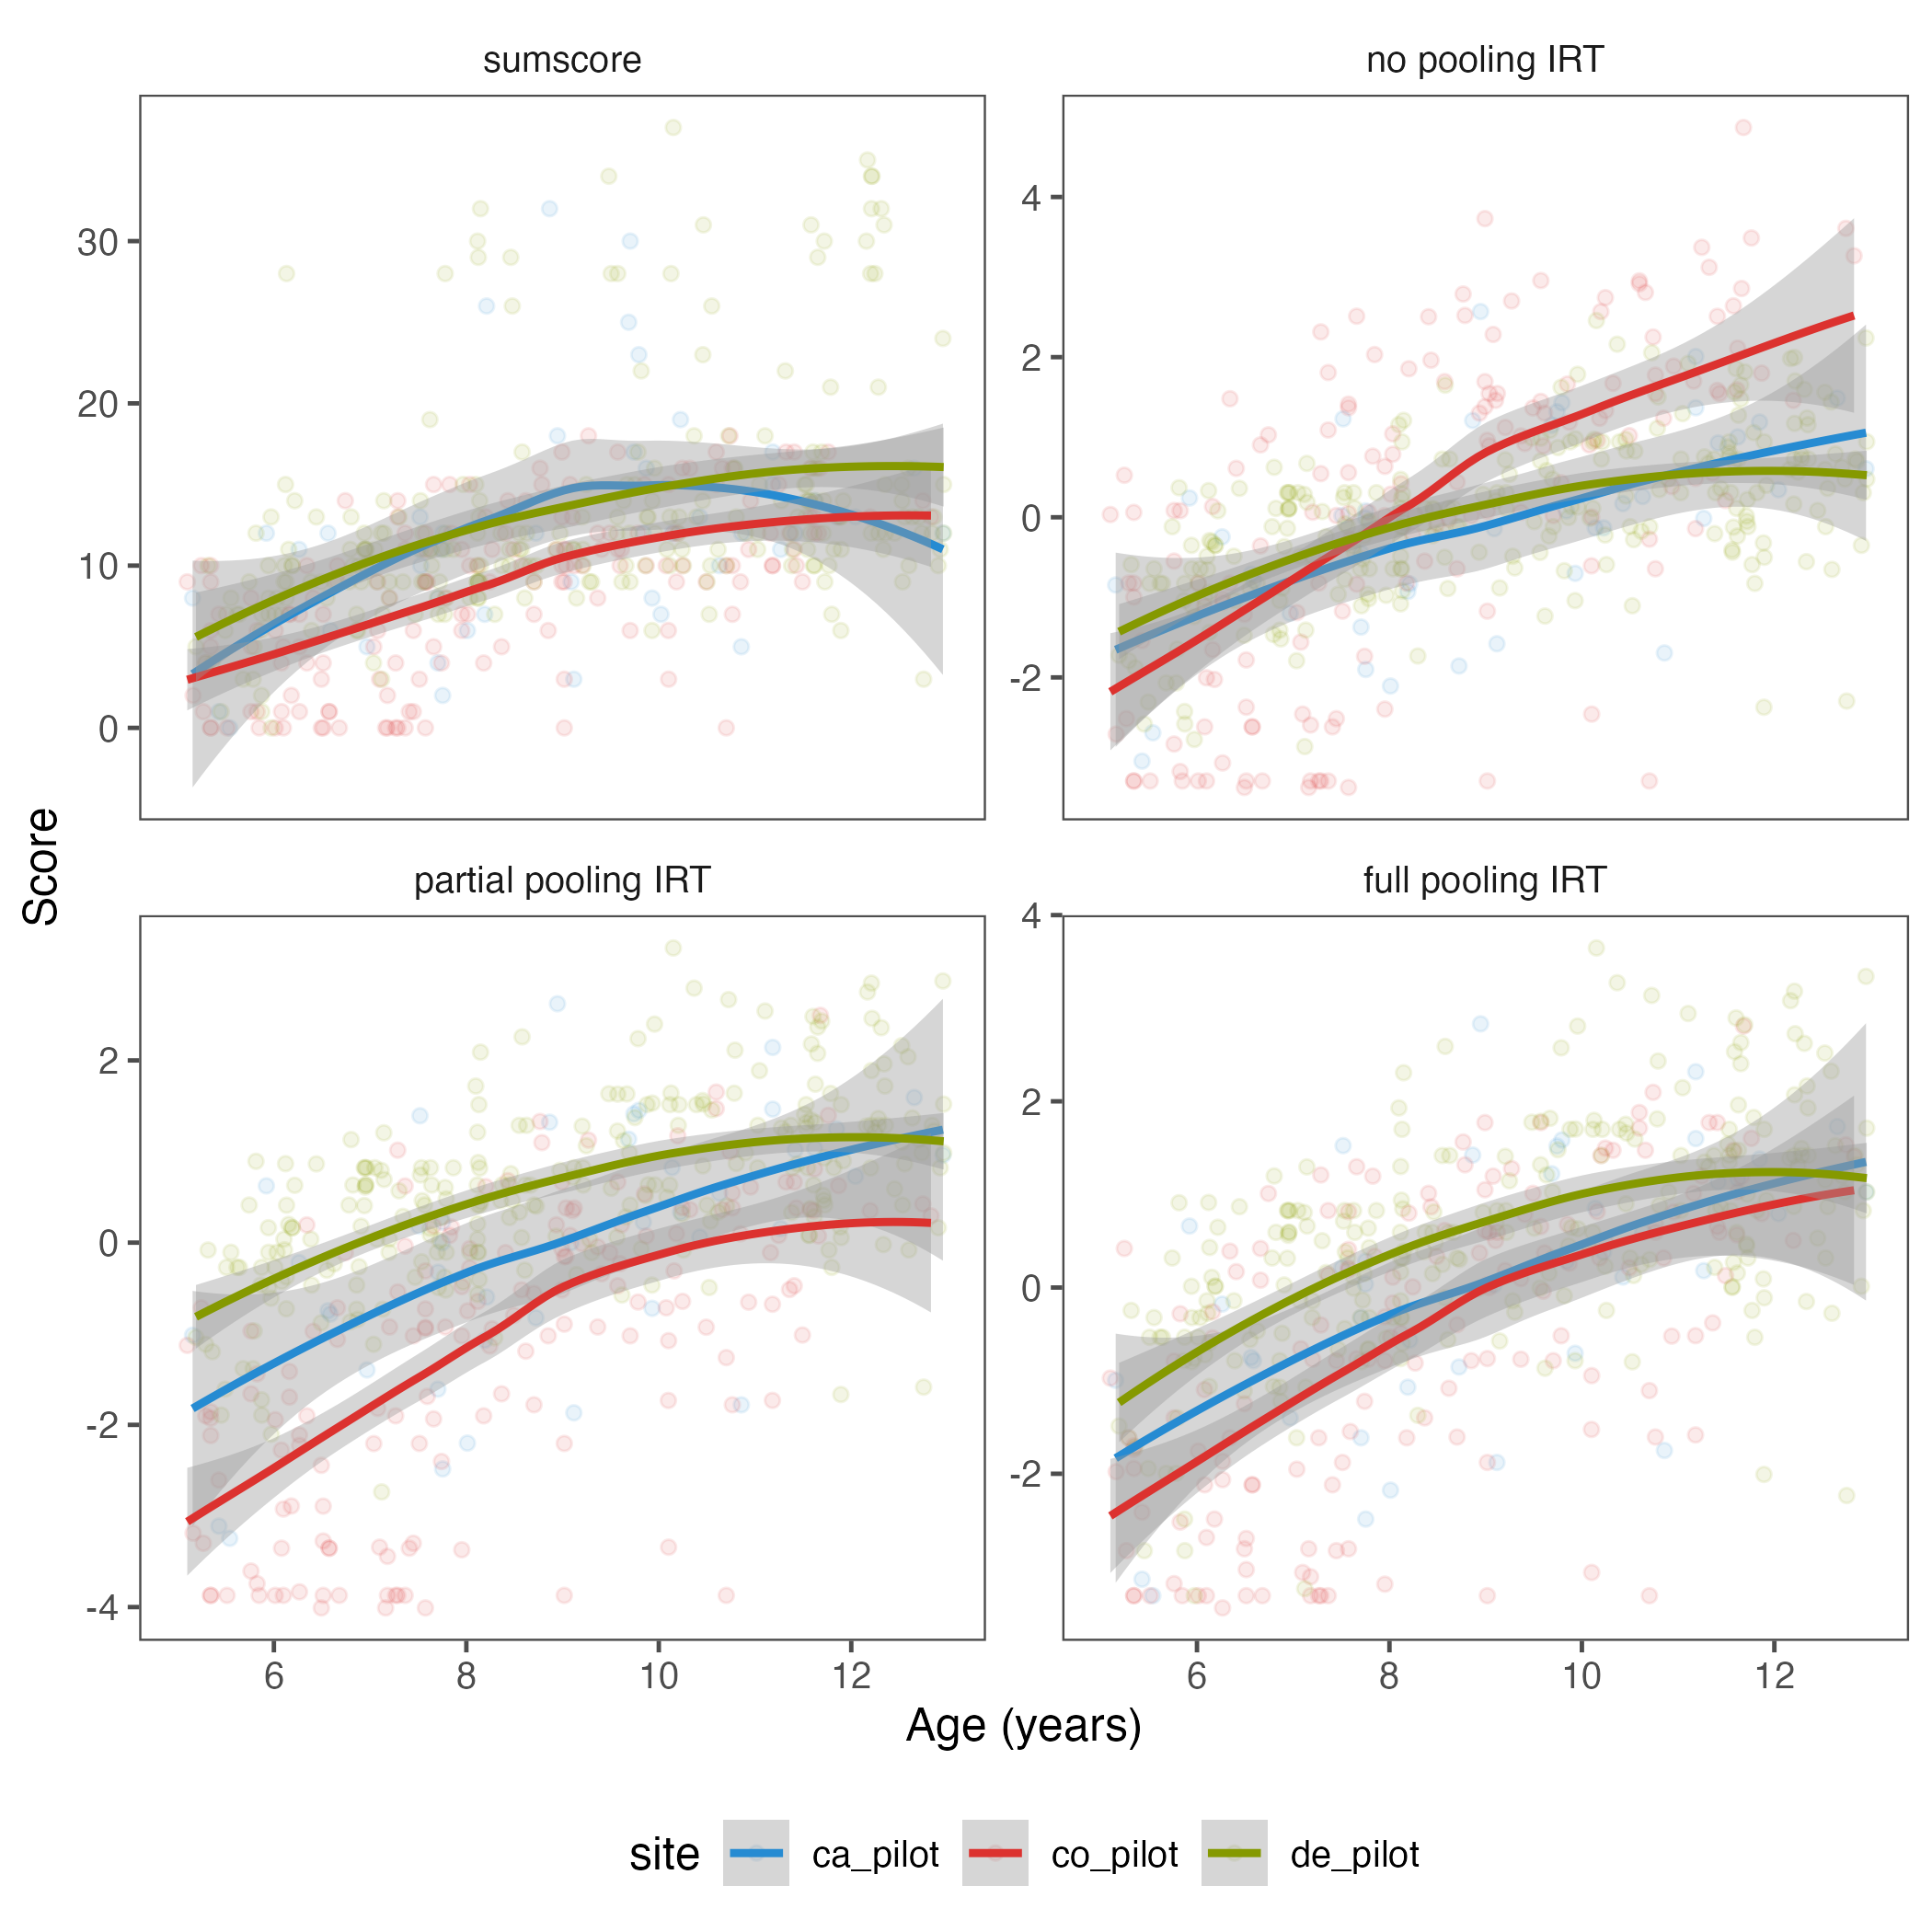 sumscore
no pooling IRT
30
20
10
0
4
2
0
-2
Score
partial pooling IRT
full pooling IRT
2
0
-2
-4
4
2
0
-2
6 8 10 12
6 8 10 12
Age (years)
site ca_pilot co_pilot de_pilot